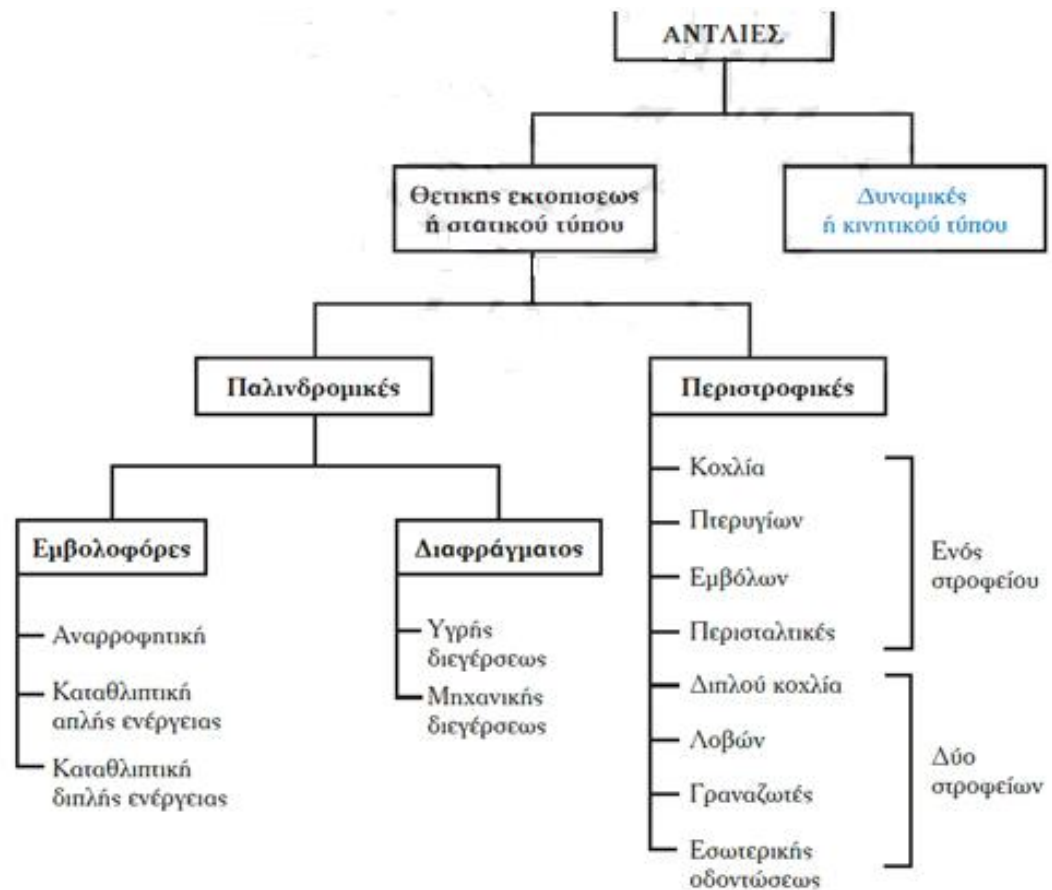 ΑΝΤΛΙΕΣ
Θετικης εκτοπισεως
ή στατικού τύπου
Δυναμικές
ή κινητικού τύπου
Παλινδρομικές
Περιστροφικές
Εμβολοφόρες
Αναρροφητική
Καταθλιπτική
απλής ενέργειας
Καταθλιπτική
διπλής ενέργειας
Διαφράγματος
Υγρής
διεγέρσεως
Μηχανικής
διεγέρσεως
Κοχλία
Πτερυγίων
Εμβόλων
Περισταλτικές
Ενός
στροφείου
Διπλού κοχλία
Λοβών
Γραναζωτές
Εσωτερικής
οδοντώσεως
Δύο
στροφείων